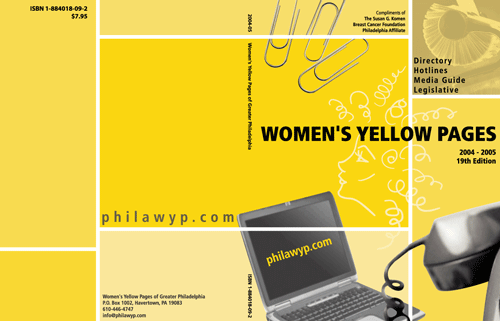 ISBN 1-884018-09-2
$7.95
philawyp.com
Women's Yellow Pages of Greater Philadelphia
P.O. Box 1002, Havertown, PA 19083
610-446-4747
info@philawyp.com
2004-05
Women's Yellow Pages of Greater Philadelphia
ISBN 1-884018-09-2
Compliments of
The Susan G. Komen
Breast Cancer Foundation
Philadelphia Affiliate
Directory
Hotlines
Media Guide
Legislative
WOMEN'S YELLOW PAGES
2004 - 2005
19th Edition
philawyp.com